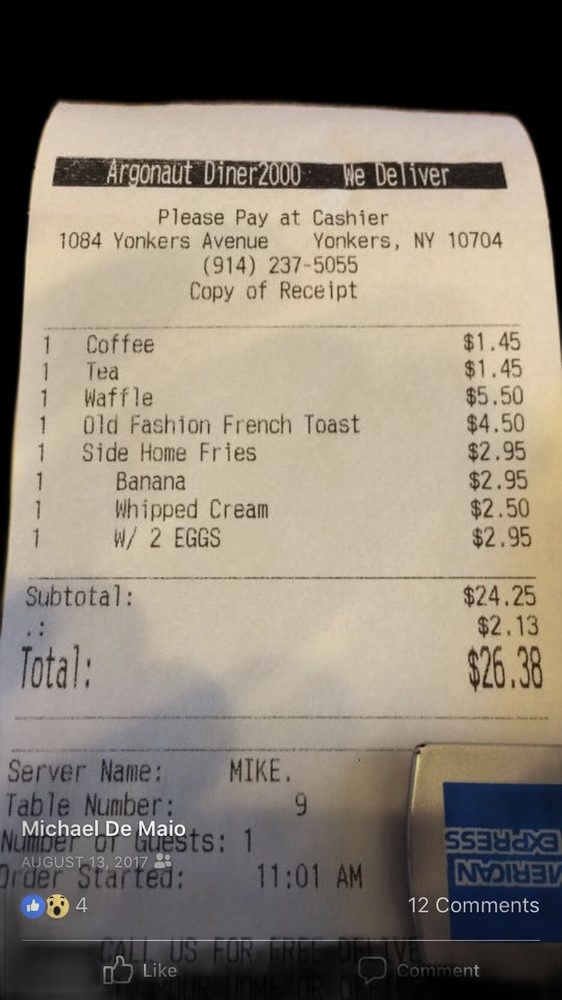 Argonaut Diner2000 We Deliver
Please Pay at Cashier
1084 Yonkers Avenue Yonkers, NY 10704
(914) 237-5055
Copy of Receipt
1 Coffee $1.45
1 Tea $1.45
1 Waffle $5.50
1 Old Fashion French Toast $4.50
1 Side Home Fries $2.95
1 Banana $2.95
1 Whipped Cream $2.50
1 W/ 2 EGGS $2.95
Subtotal: $24.25
.: $2.13
Total: $26.38
Server Name: MIKE.
Table Number: 9
Michael De Maio
Number of Guests: 1
AUGUST 13, 2017
Order Started: 11:01 AM
AMERICAN EXPRESS
4 12 Comments
CALL US FOR FREE DELIVE
Like Comment